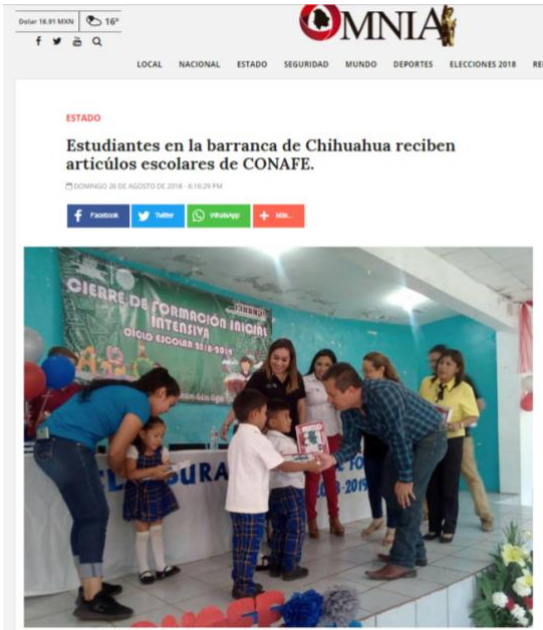 Dolar 18.91 MXN 16°
OMNIA
LOCAL NACIONAL ESTADO SEGURIDAD MUNDO DEPORTES ELECCIONES 2018
ESTADO
Estudiantes en la barranca de Chihuahua reciben
articúlos escolares de CONAFE.
DOMINGO 26 DE AGOSTO DE 2018 - 6:16:29 PM
Facebook Twitter WhatsApp Más...
CIERRE DE FORMACIÓN INICIAL
INTENSIVA
CICLO ESCOLAR 2018-2019